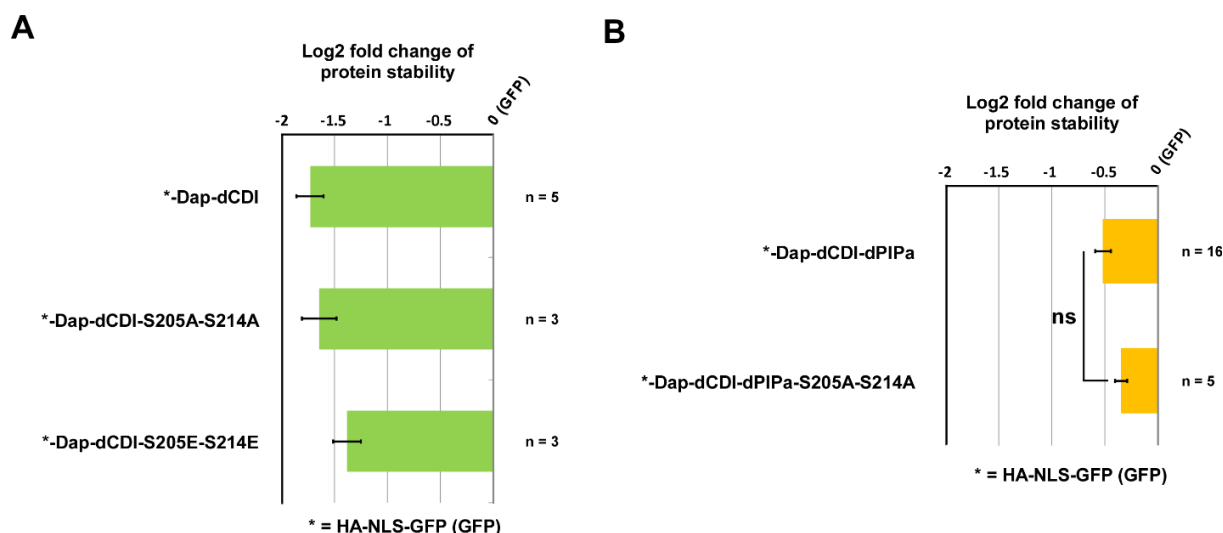 A
Log2 fold change of
protein stability
-2 -1.5 -1 -0.5 0 (GFP)
*-Dap-dCDI n = 5
*-Dap-dCDI-S205A-S214A n = 3
*-Dap-dCDI-S205E-S214E n = 3
* = HA-NLS-GFP (GFP)
B
Log2 fold change of
protein stability
-2 -1.5 -1 -0.5 0 (GFP)
*-Dap-dCDI-dPIPa n = 16
ns
*-Dap-dCDI-dPIPa-S205A-S214A n = 5
* = HA-NLS-GFP (GFP)